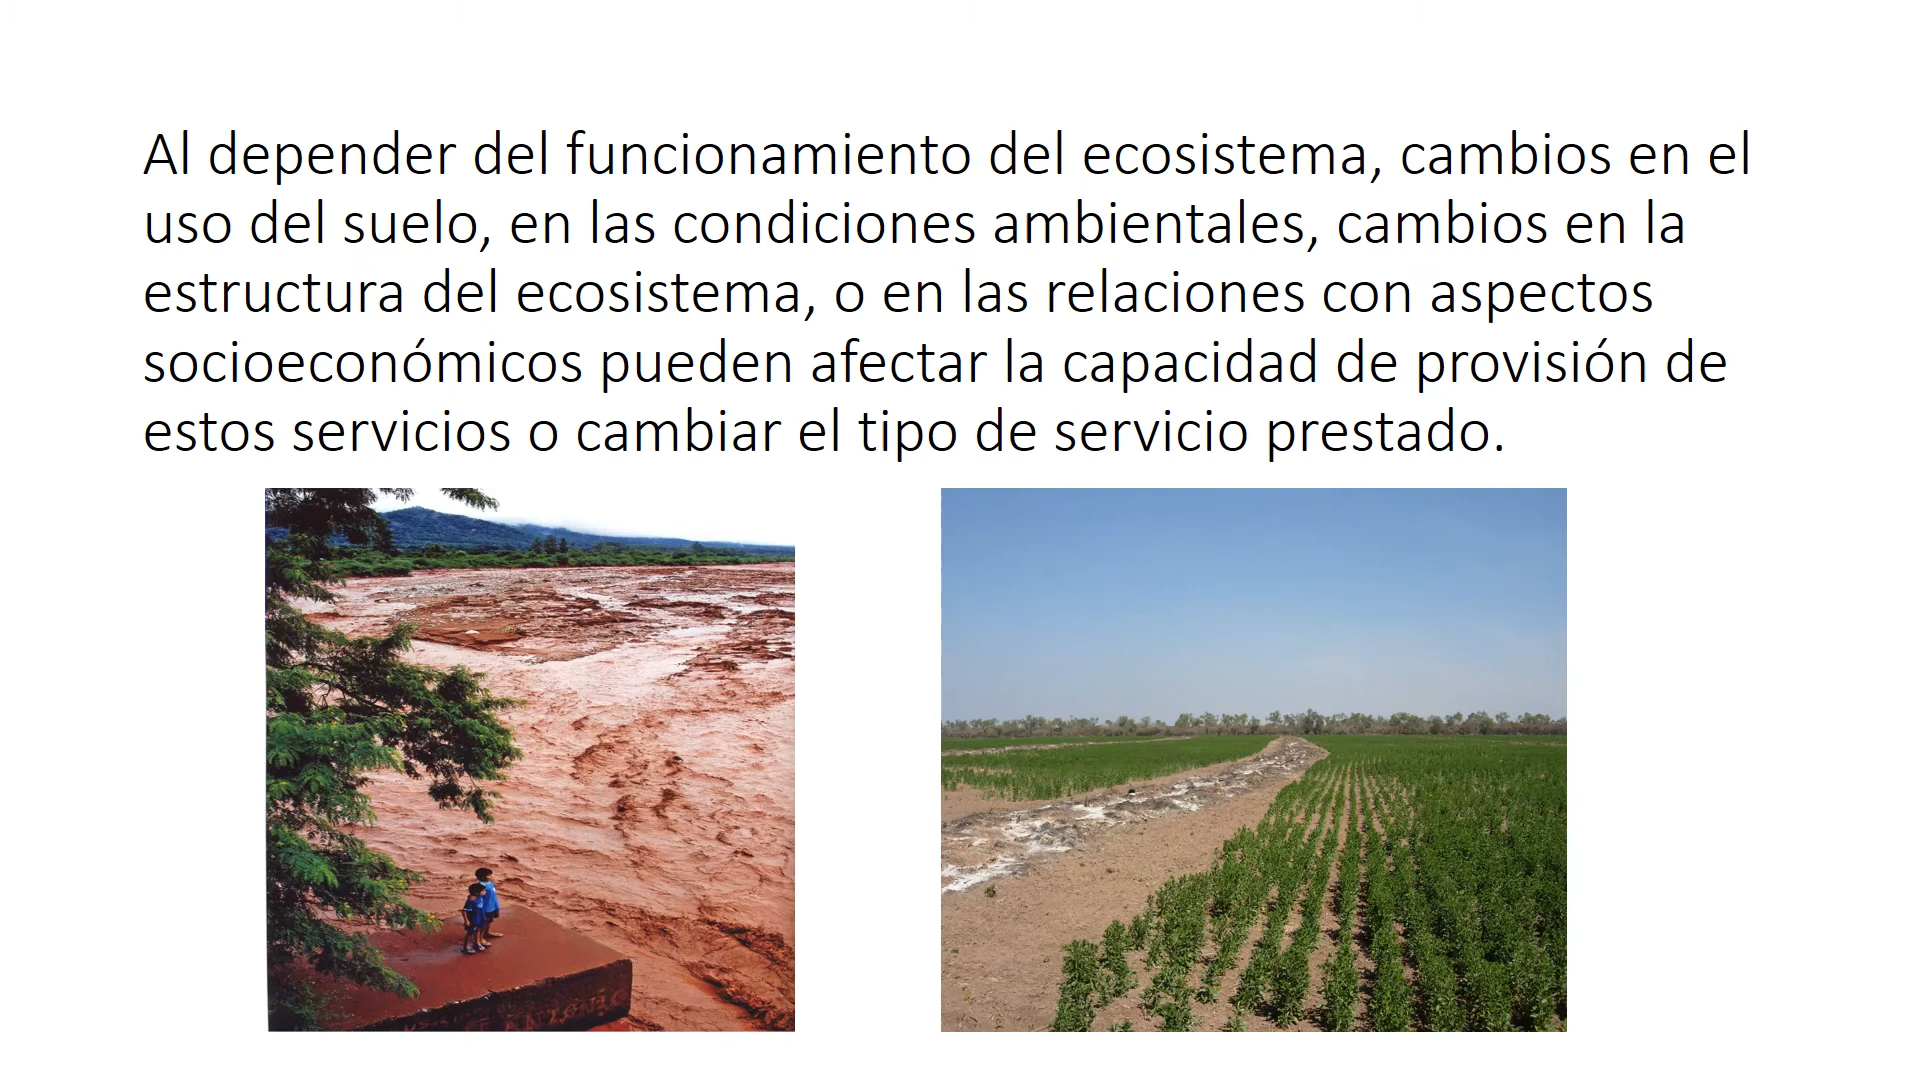 Al depender del funcionamiento del ecosistema, cambios en el
uso del suelo, en las condiciones ambientales, cambios en la
estructura del ecosistema, o en las relaciones con aspectos
socioeconómicos pueden afectar la capacidad de provisión de
estos servicios o cambiar el tipo de servicio prestado.